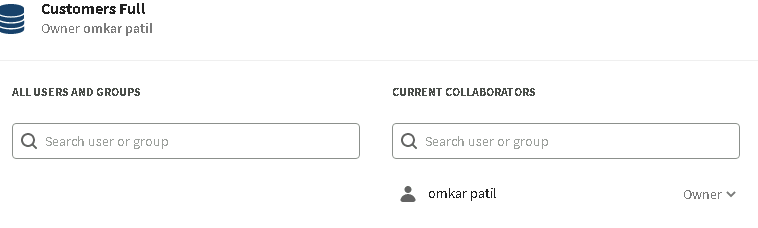 Customers Full
Owner omkar patil
ALL USERS AND GROUPS
Search user or group
CURRENT COLLABORATORS
Search user or group
omkar patil Owner